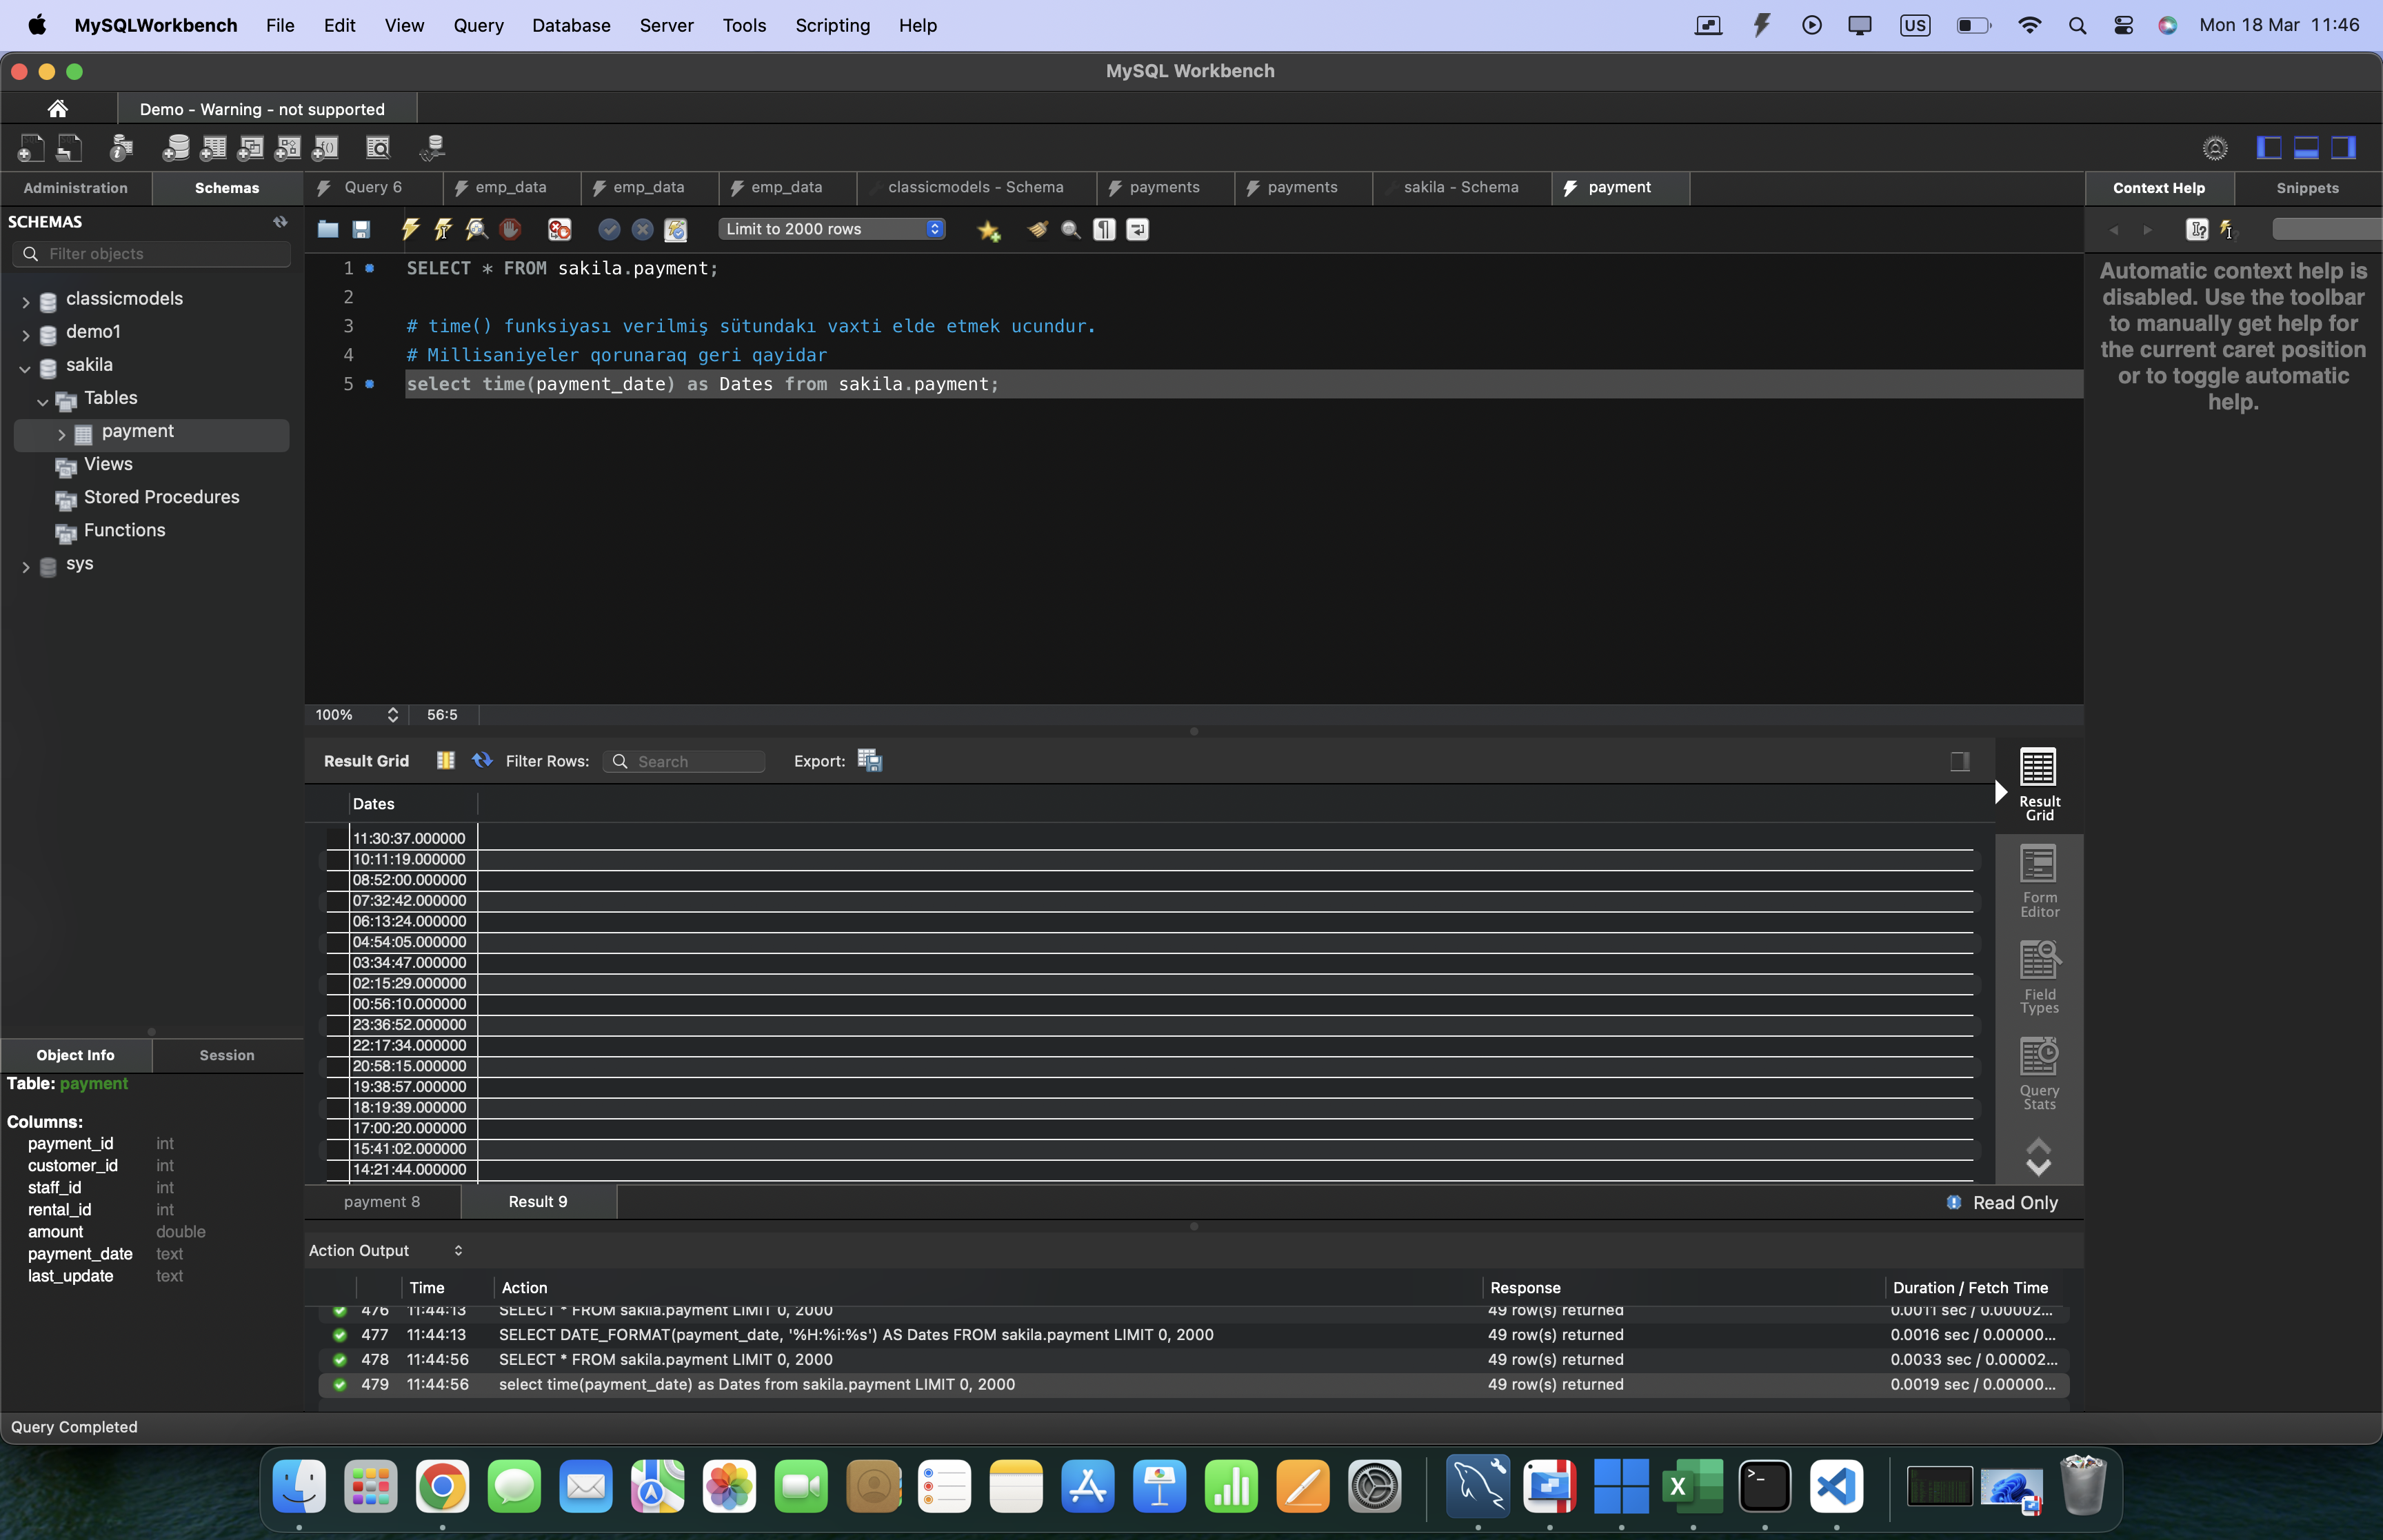 MySQLWorkbench File Edit View Query Database Server Tools Scripting Help US Mon 18 Mar 11:46
MySQL Workbench
Demo - Warning - not supported
Administration Schemas Query 6 emp_data emp_data emp_data classicmodels - Schema payments payments sakila - Schema payment Context Help Snippets
SCHEMAS
Limit to 2000 rows
Filter objects
1 SELECT * FROM sakila.payment;
2
3 # time() funksiyası verilmiş sütundakı vaxti elde etmek ucundur.
4 # Millisaniyeler qorunaraq geri qayidar
5 select time(payment_date) as Dates from sakila.payment;
Automatic context help is
disabled. Use the toolbar
to manually get help for
the current caret position
or to toggle automatic
help.
classicmodels
demo1
sakila
Tables
payment
Views
Stored Procedures
Functions
sys
100% 56:5
Result Grid Filter Rows: Search Export:
Dates
11:30:37.000000
10:11:19.000000
08:52:00.000000
07:32:42.000000
06:13:24.000000
04:54:05.000000
03:34:47.000000
02:15:29.000000
00:56:10.000000
23:36:52.000000
22:17:34.000000
20:58:15.000000
19:38:57.000000
18:19:39.000000
17:00:20.000000
15:41:02.000000
14:21:44.000000
Result
Grid
Form
Editor
Field
Types
Query
Stats
Object Info Session
Table: payment
Columns:
payment_id int
customer_id int
staff_id int
rental_id int
amount double
payment_date text
last_update text
payment 8 Result 9 Read Only
Action Output
Time Action Response Duration / Fetch Time
476 11:44:13 SELECT * FROM sakila.payment LIMIT 0, 2000 49 row(s) returned 0.0011 sec / 0.00002...
477 11:44:13 SELECT DATE_FORMAT(payment_date, '%H:%i:%s') AS Dates FROM sakila.payment LIMIT 0, 2000 49 row(s) returned 0.0016 sec / 0.00000...
478 11:44:56 SELECT * FROM sakila.payment LIMIT 0, 2000 49 row(s) returned 0.0033 sec / 0.00002...
479 11:44:56 select time(payment_date) as Dates from sakila.payment LIMIT 0, 2000 49 row(s) returned 0.0019 sec / 0.00000...
Query Completed